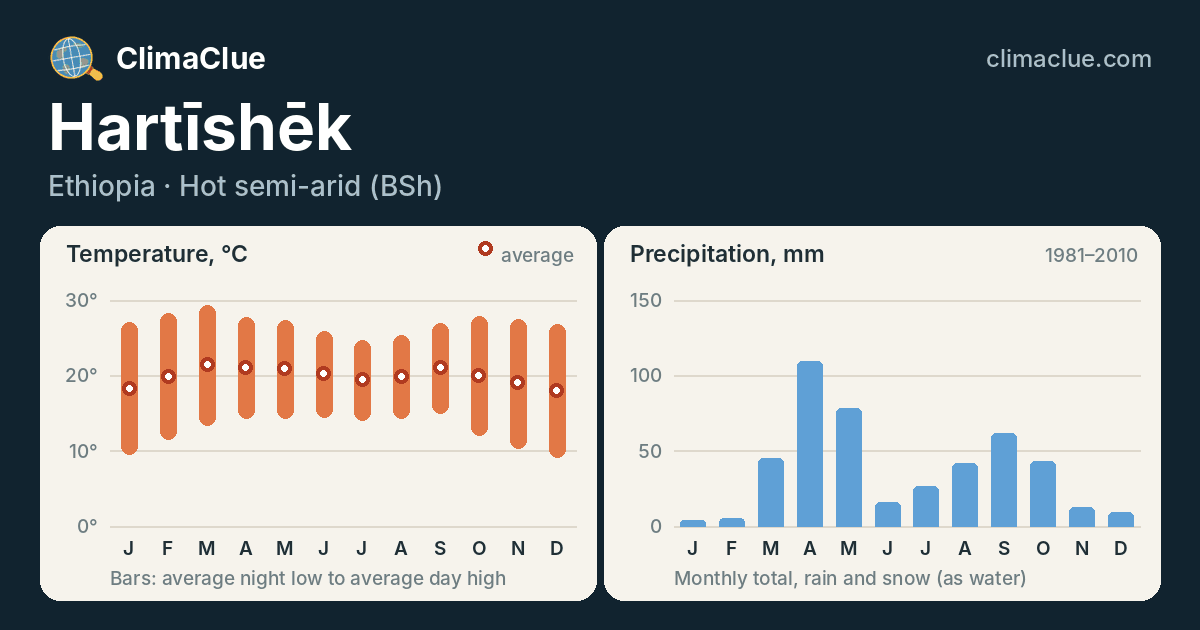 ClimaClue
climaclue.com
Hartīshēk
Ethiopia · Hot semi-arid (BSh)
Temperature, °C
average
30°
20°
10°
0°
J F M A M J J A S O N D
Bars: average night low to average day high
Precipitation, mm
1981–2010
150
100
50
0
J F M A M J J A S O N D
Monthly total, rain and snow (as water)